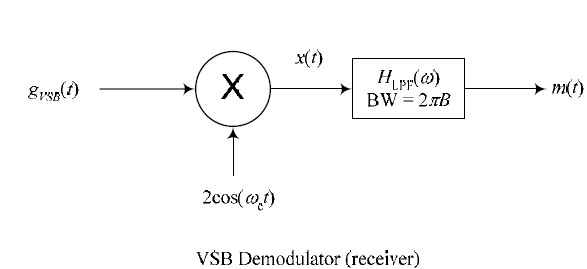 x(t)
g_VSB(t)
X
H_LPF(ω)
BW = 2πB
m(t)
2cos(ω_c t)
VSB Demodulator (receiver)